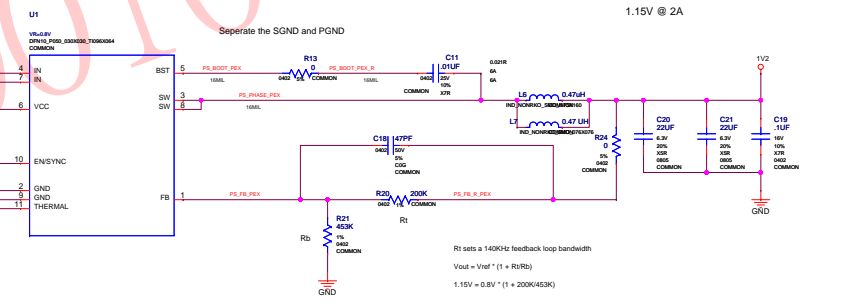 1.15V @ 2A
U1
VR=0.8V
DFN10_P050_030X030_TI096X064
COMMON
Seperate the SGND and PGND
4 IN
7 IN
6 VCC
10 EN/SYNC
2 GND
9 GND
11 THERMAL
BST 5
SW 3
SW 8
FB 1
PS_BOOT_PEX
16MIL
R13
0
0402 5% COMMON
PS_BOOT_PEX_R
16MIL
C11
.01UF
0402 25V
10%
X7R
COMMON
0.021R
6A
6A
PS_PHASE_PEX
16MIL
L6 0.47uH
L7 0.47 UH
1V2
R24
0
5%
0402
COMMON
C20
22UF
6.3V
20%
X5R
0805
COMMON
C21
22UF
6.3V
20%
X5R
0805
COMMON
C19
.1UF
16V
10%
X7R
0402
COMMON
GND
C18 47PF
0402 50V
5%
C0G
COMMON
PS_FB_PEX
R20 200K
0402 1% COMMON
Rt
PS_FB_R_PEX
R21
453K
1%
0402
COMMON
Rb
GND
Rt sets a 140KHz feedback loop bandwidth
Vout = Vref * (1 + Rt/Rb)
1.15V = 0.8V * (1 + 200K/453K)